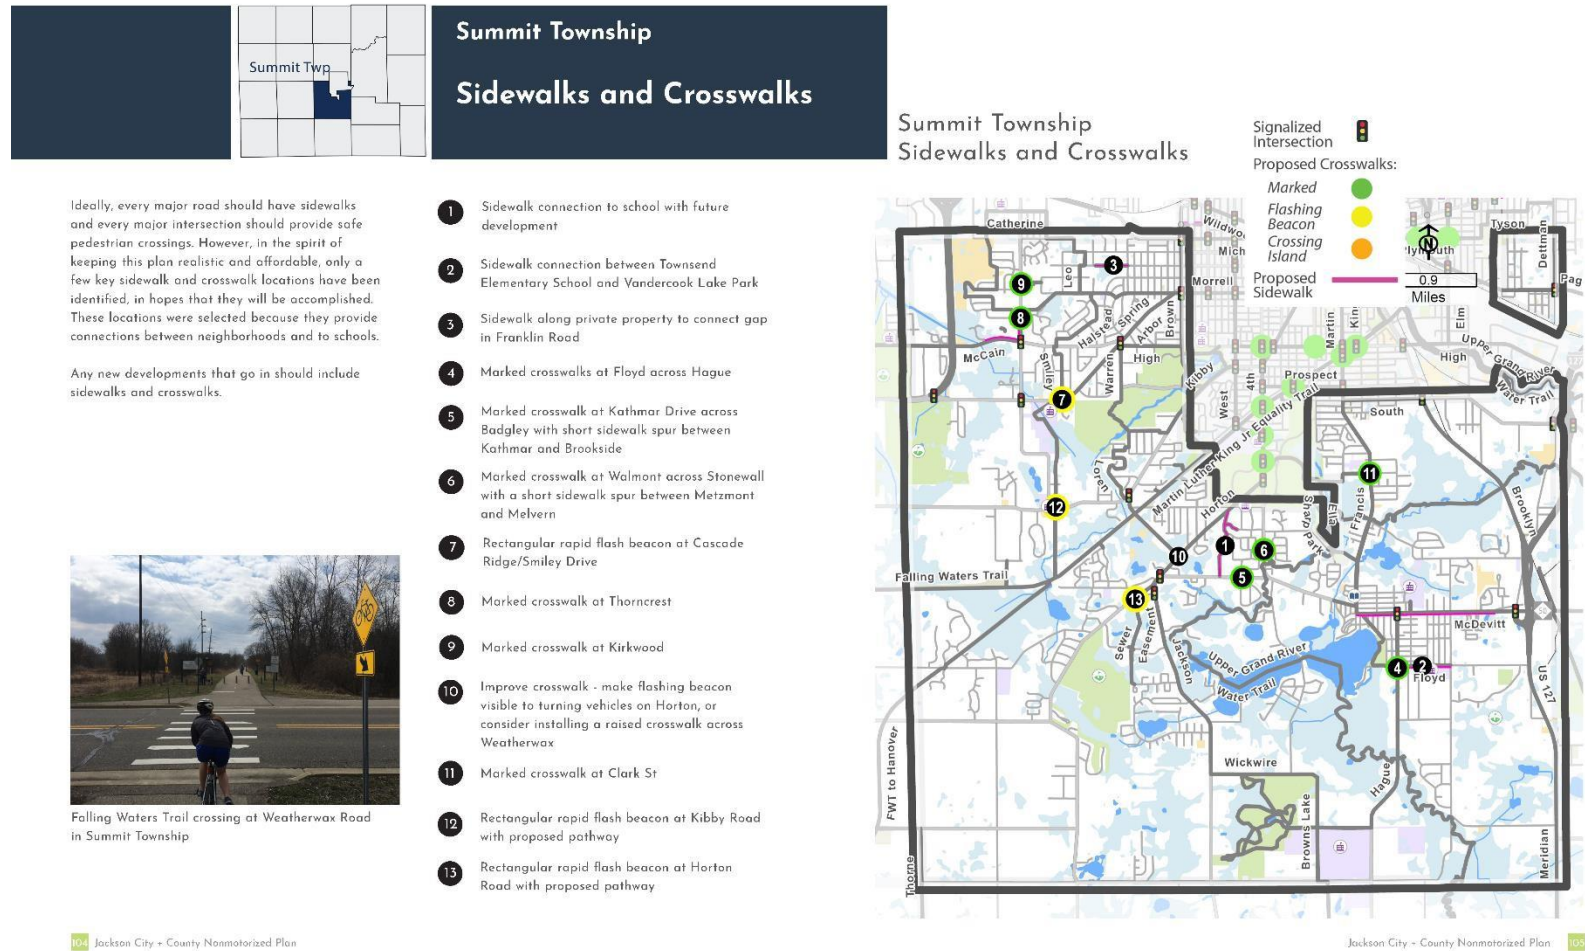 Summit Twp
Summit Township
Sidewalks and Crosswalks
Ideally, every major road should have sidewalks
and every major intersection should provide safe
pedestrian crossings. However, in the spirit of
keeping this plan realistic and affordable, only a
few key sidewalk and crosswalk locations have been
identified, in hopes that they will be accomplished.
These locations were selected because they provide
connections between neighborhoods and to schools.
Any new developments that go in should include
sidewalks and crosswalks.
Falling Waters Trail crossing at Weatherwax Road
in Summit Township
1 Sidewalk connection to school with future
development
2 Sidewalk connection between Townsend
Elementary School and Vandercook Lake Park
3 Sidewalk along private property to connect gap
in Franklin Road
4 Marked crosswalks at Floyd across Hague
5 Marked crosswalk at Kathmar Drive across
Badgley with short sidewalk spur between
Kathmar and Brookside
6 Marked crosswalk at Walmont across Stonewall
with a short sidewalk spur between Metzmont
and Melvern
7 Rectangular rapid flash beacon at Cascade
Ridge/Smiley Drive
8 Marked crosswalk at Thorncrest
9 Marked crosswalk at Kirkwood
10 Improve crosswalk - make flashing beacon
visible to turning vehicles on Horton, or
consider installing a raised crosswalk across
Weatherwax
11 Marked crosswalk at Clark St
12 Rectangular rapid flash beacon at Kibby Road
with proposed pathway
13 Rectangular rapid flash beacon at Horton
Road with proposed pathway
104 Jackson City + County Nonmotorized Plan
Summit Township
Sidewalks and Crosswalks
Signalized
Intersection
Proposed Crosswalks:
Marked
Flashing
Beacon
Crossing
Island
Proposed
Sidewalk
N
0.9
Miles
Catherine
Tyson
Dettman
Leo
3
Morrell
9
8
Spring
Halstead
Arbor
Brown
Martin
Elm
McCain
Smiley
Warren
High
Kibby
High
Upper Grand River
Water Trail
4th
Prospect
7
West
South
Martin Luther King Jr Equality Trail
Loren
11
Brooklyn
12
Horton
Sharp Park
Ella
Francis
10
1
6
Falling Waters Trail
5
13
McDevitt
Sewer
Easement
Jackson
Upper Grand River
Water Trail
4
2
Floyd
US 127
FWT to Hanover
Wickwire
Hague
Browns Lake
Meridian
Thorne
Jackson City + County Nonmotorized Plan 105